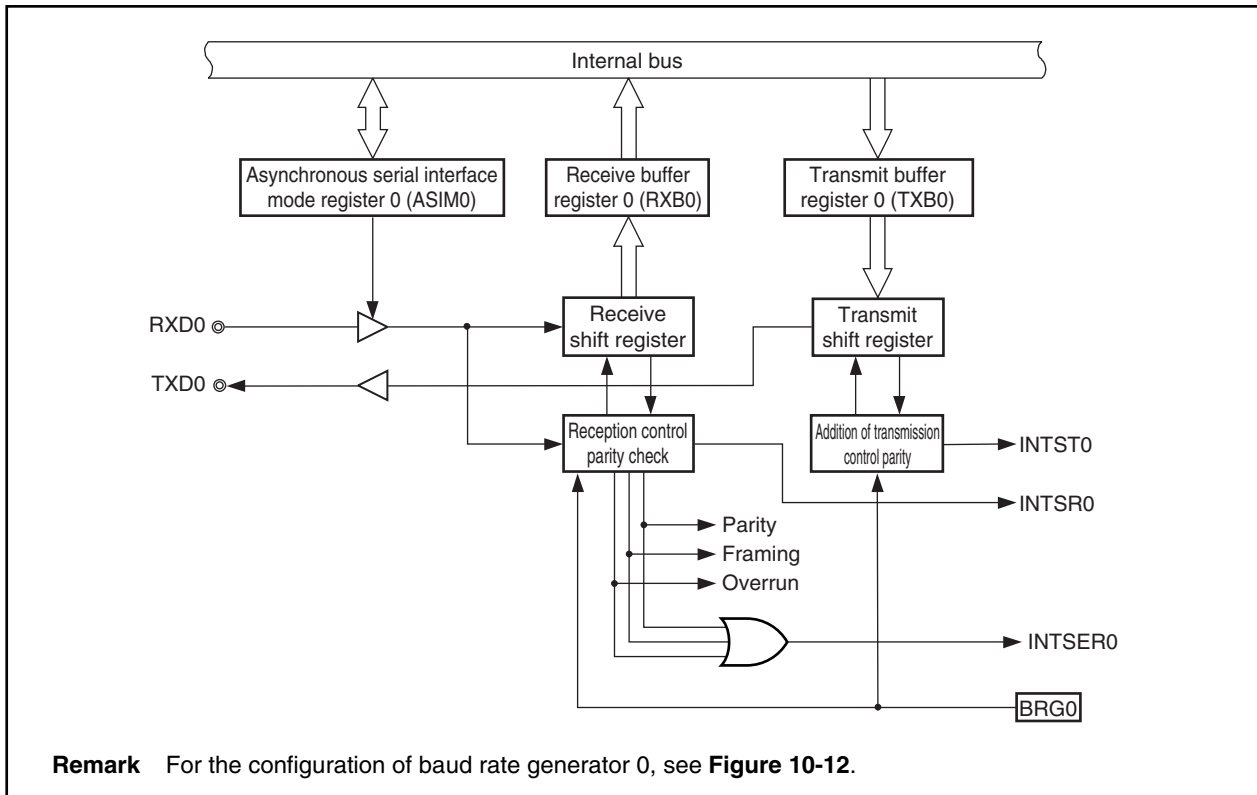 Internal bus
Asynchronous serial interface
mode register 0 (ASIM0)
Receive buffer
register 0 (RXB0)
Transmit buffer
register 0 (TXB0)
RXD0
Receive
shift register
Transmit
shift register
TXD0
Reception control
parity check
Addition of transmission
control parity
INTST0
INTSR0
Parity
Framing
Overrun
INTSER0
BRG0
Remark For the configuration of baud rate generator 0, see Figure 10-12.